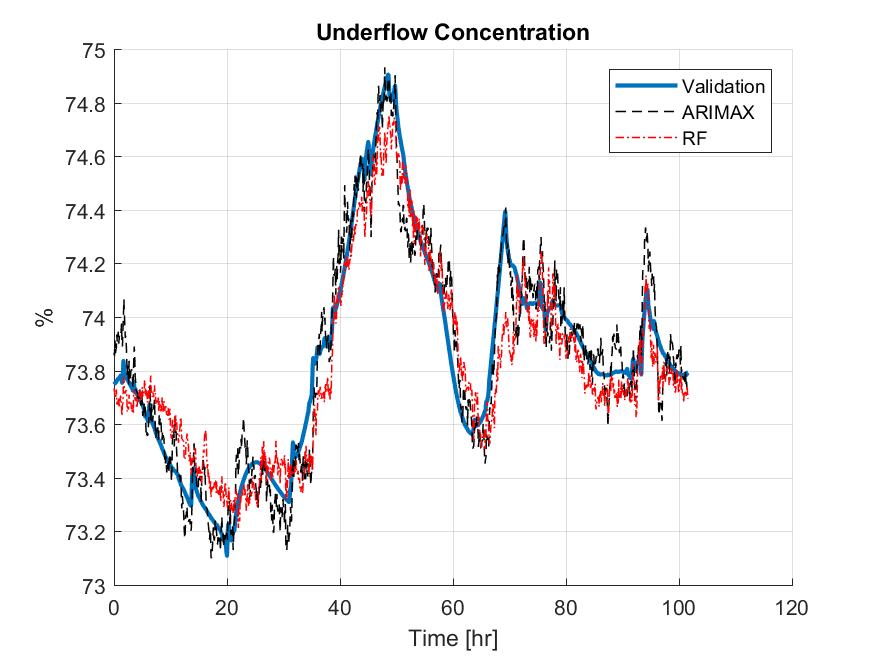 Underflow Concentration
75
74.8
74.6
74.4
74.2
74
73.8
73.6
73.4
73.2
73
%
0 20 40 60 80 100 120
Time [hr]
Validation
ARIMAX
RF